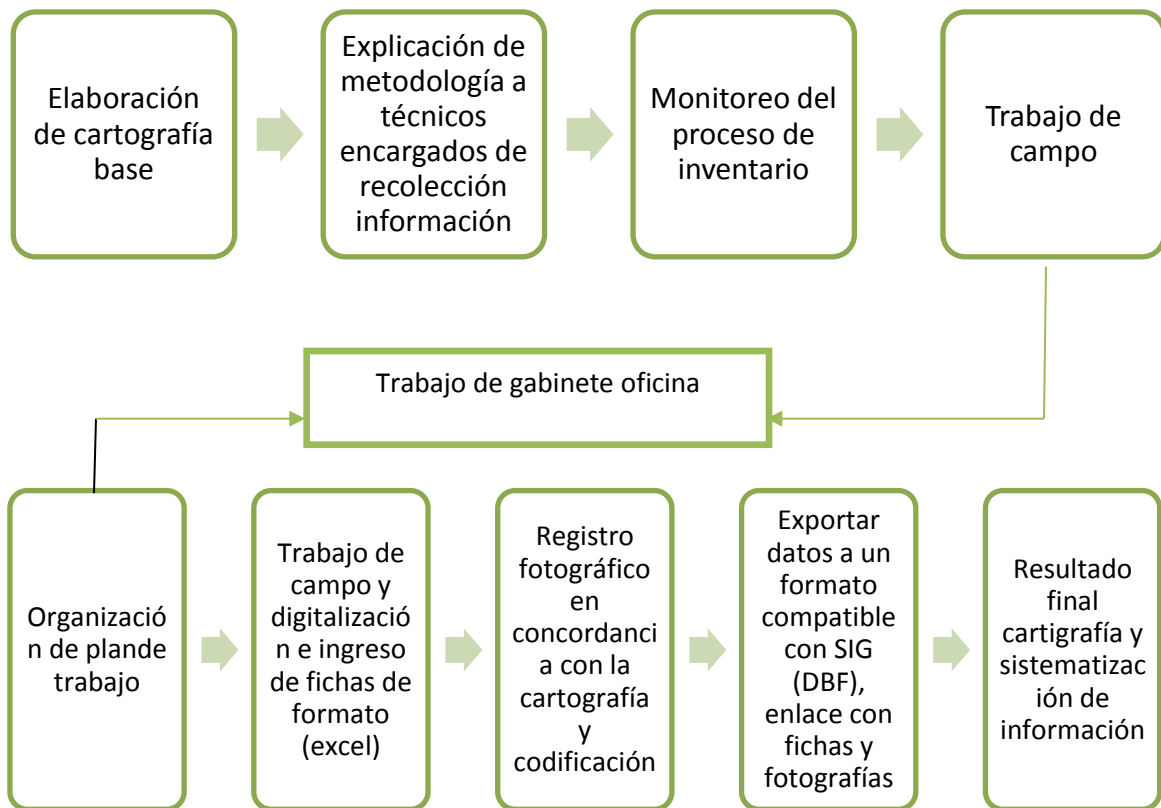 Elaboración
de cartografía
base
Explicación de
metodología a
técnicos
encargados de
recolección
información
Monitoreo del
proceso de
inventario
Trabajo de
campo
Trabajo de gabinete oficina
Organizació
n de plande
trabajo
Trabajo de
campo y
digitalizació
n e ingreso
de fichas de
formato
(excel)
Registro
fotográfico
en
concordanci
a con la
cartografía
y
codificación
Exportar
datos a un
formato
compatible
con SIG
(DBF),
enlace con
fichas y
fotografías
Resultado
final
cartigrafía y
sistematizac
ión de
información